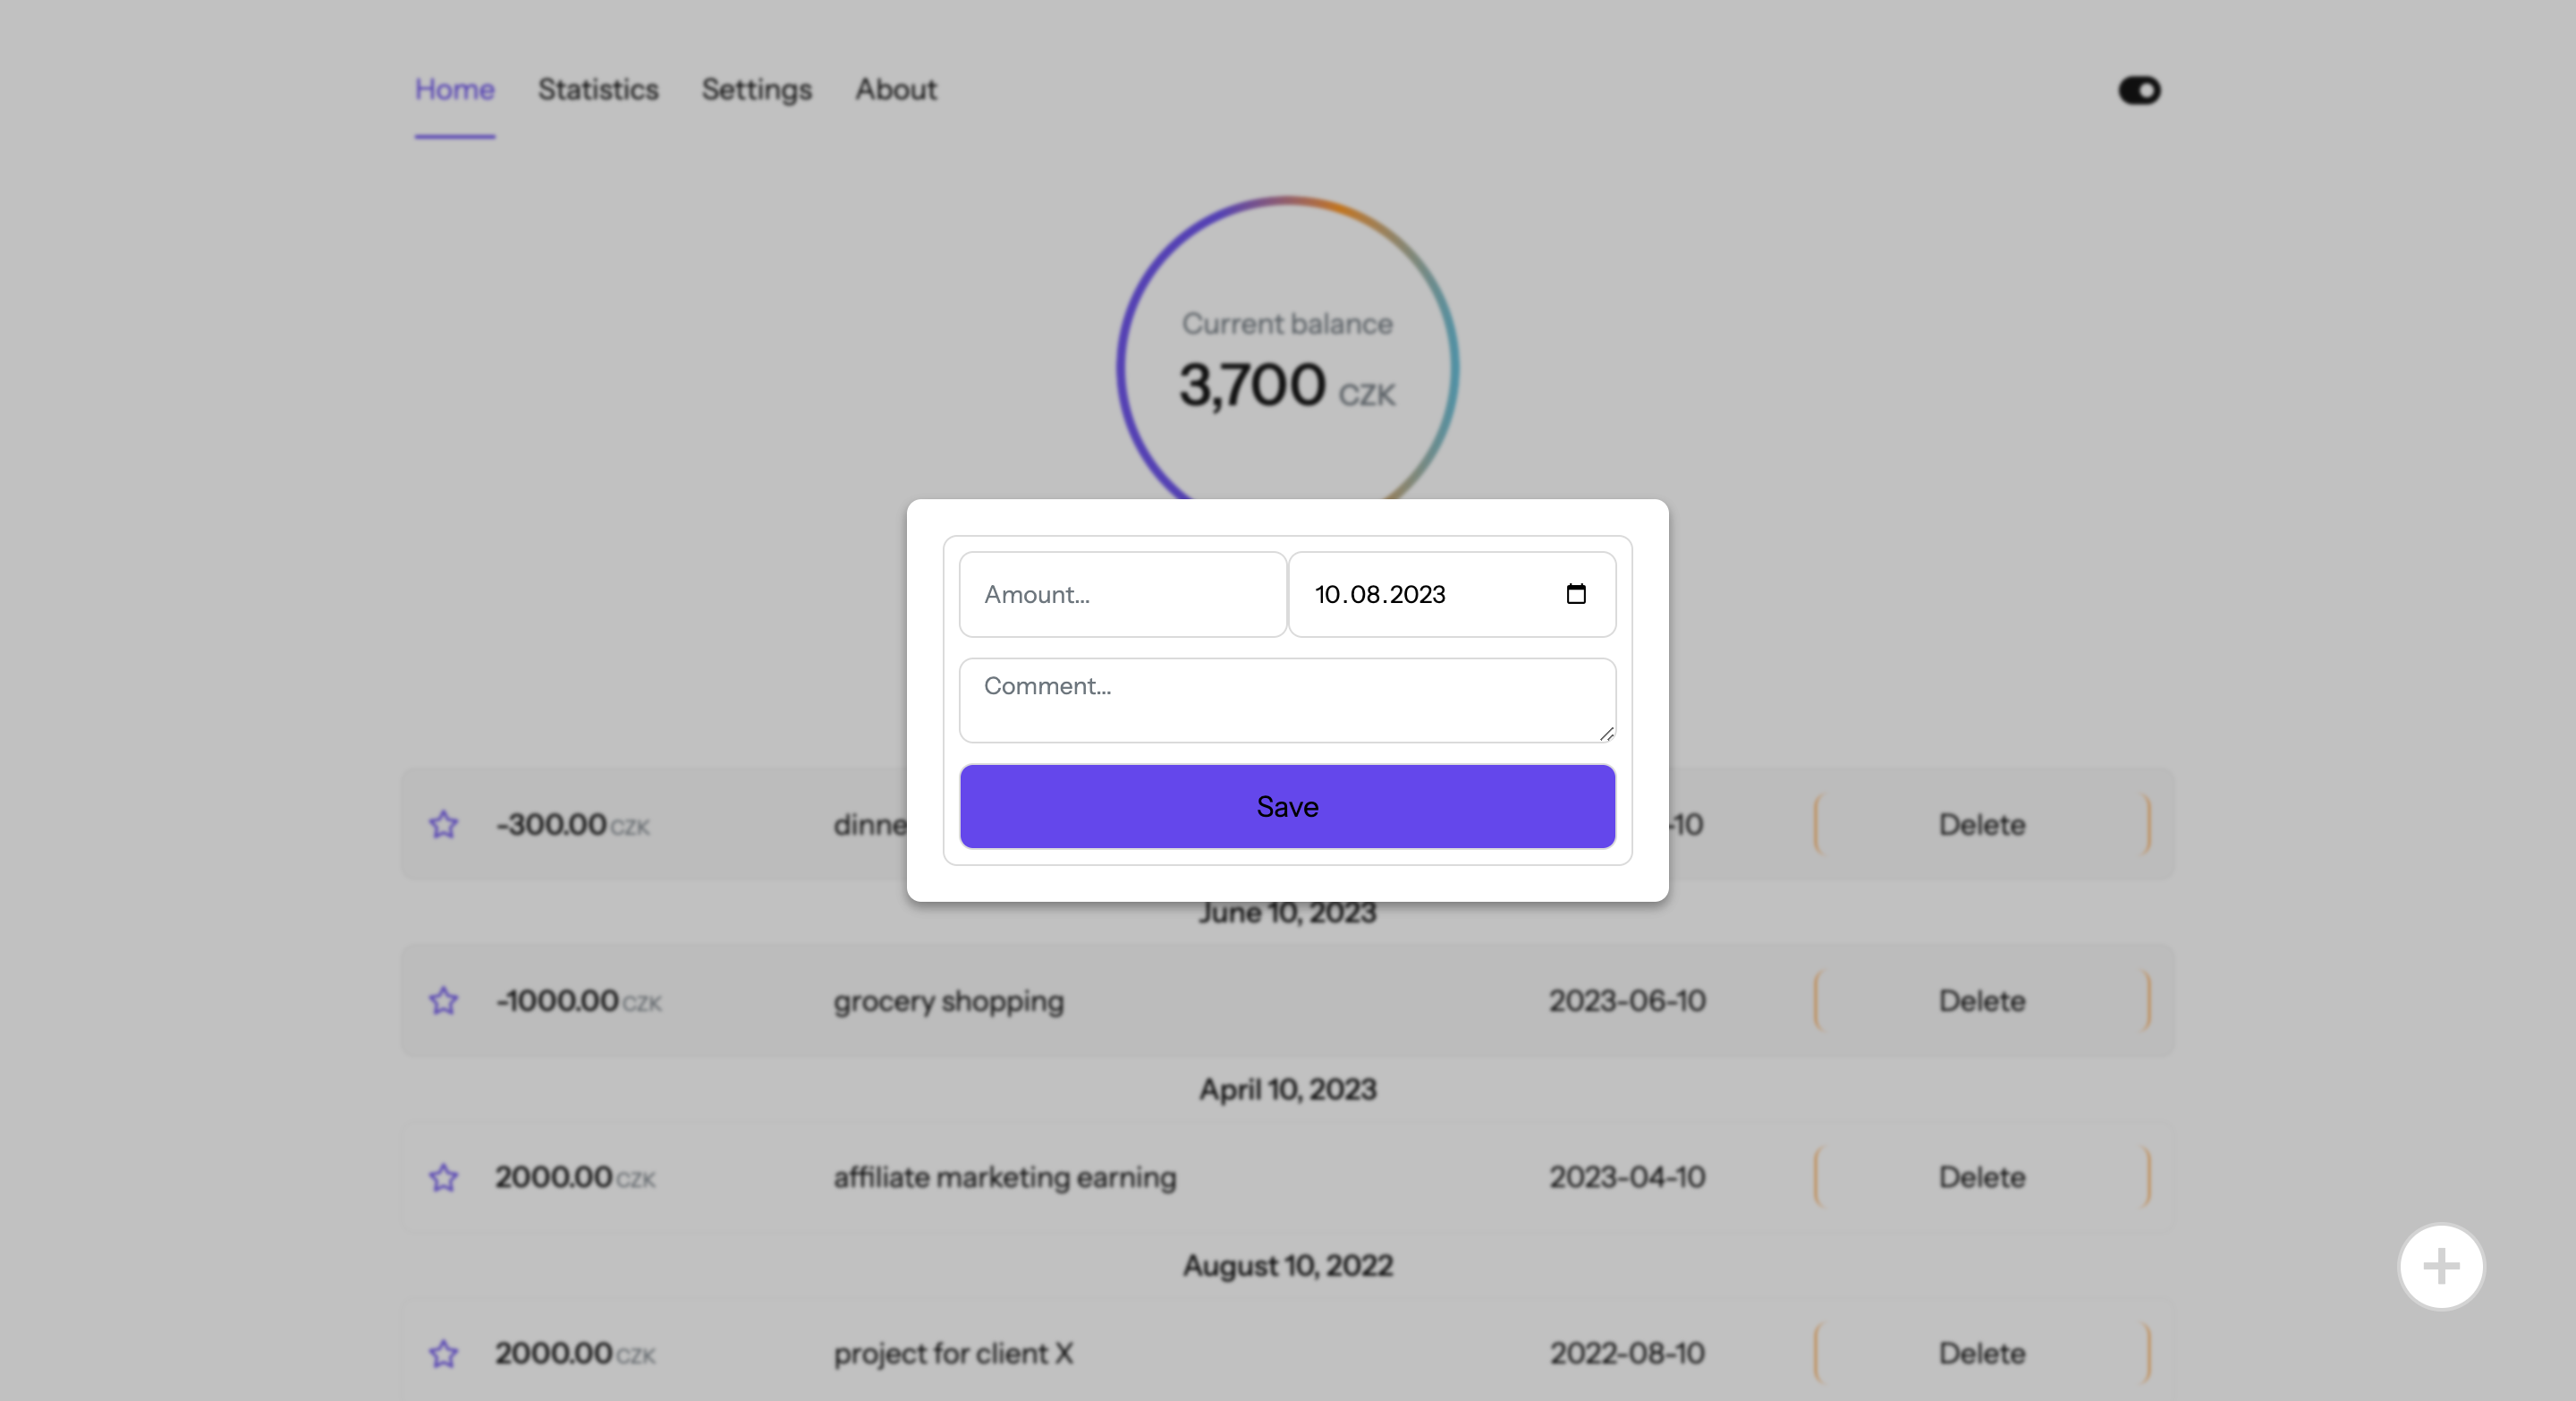 Home Statistics Settings About
Current balance
3,700 CZK
Amount...
10.08.2023
Comment...
Save
-300.00 CZK dinne -10 Delete
June 10, 2023
-1000.00 CZK grocery shopping 2023-06-10 Delete
April 10, 2023
2000.00 CZK affiliate marketing earning 2023-04-10 Delete
August 10, 2022
2000.00 CZK project for client X 2022-08-10 Delete